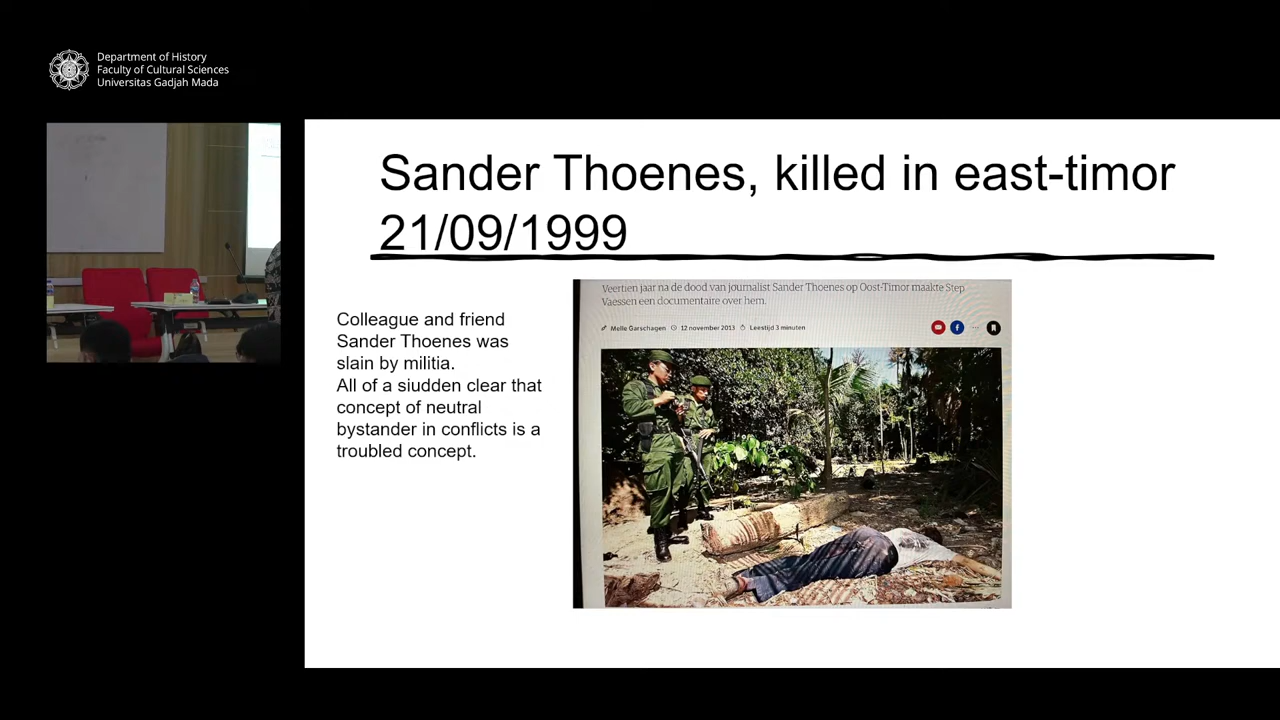 Department of History
Faculty of Cultural Sciences
Universitas Gadjah Mada
Sander Thoenes, killed in east-timor
21/09/1999
Colleague and friend
Sander Thoenes was
slain by militia.
All of a siudden clear that
concept of neutral
bystander in conflicts is a
troubled concept.
Veertien jaar na de dood van journalist Sander Thoenes op Oost-Timor maakte Step
Vaessen een documentaire over hem.
Melle Garschagen 12 november 2013 Leestijd 3 minuten